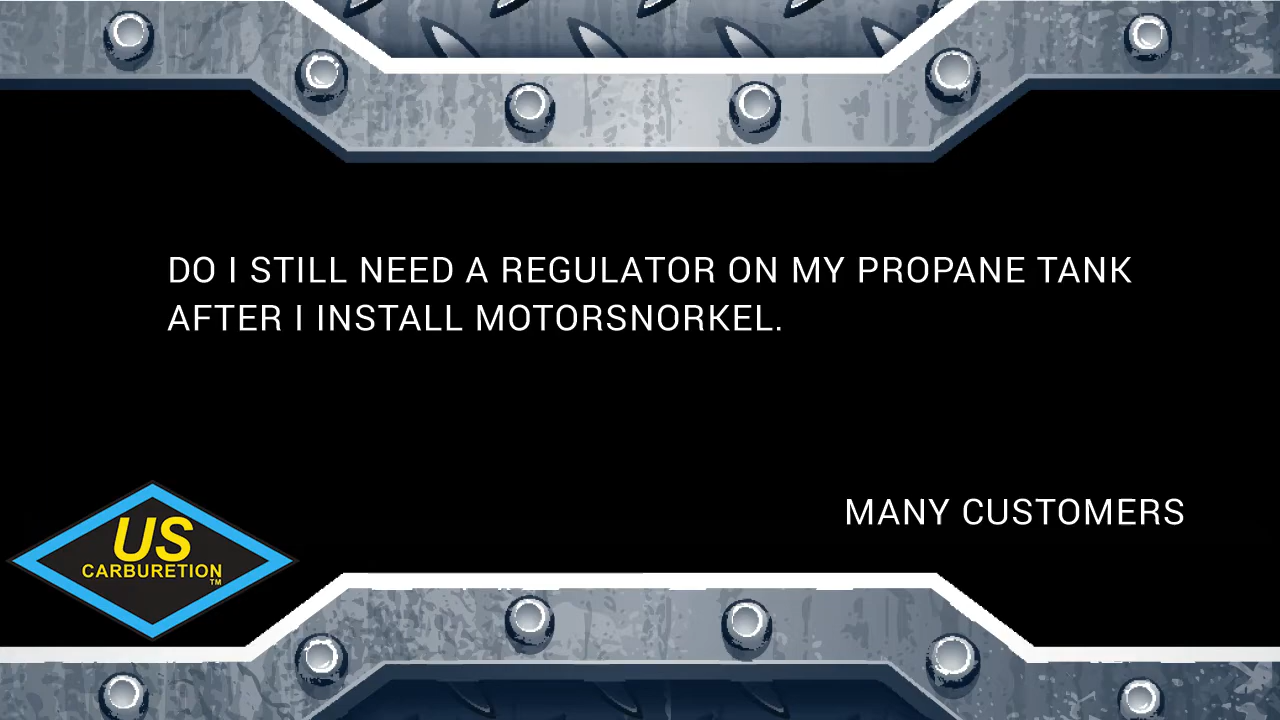 DO I STILL NEED A REGULATOR ON MY PROPANE TANK
AFTER I INSTALL MOTORSNORKEL.
MANY CUSTOMERS
US
CARBURETION
TM